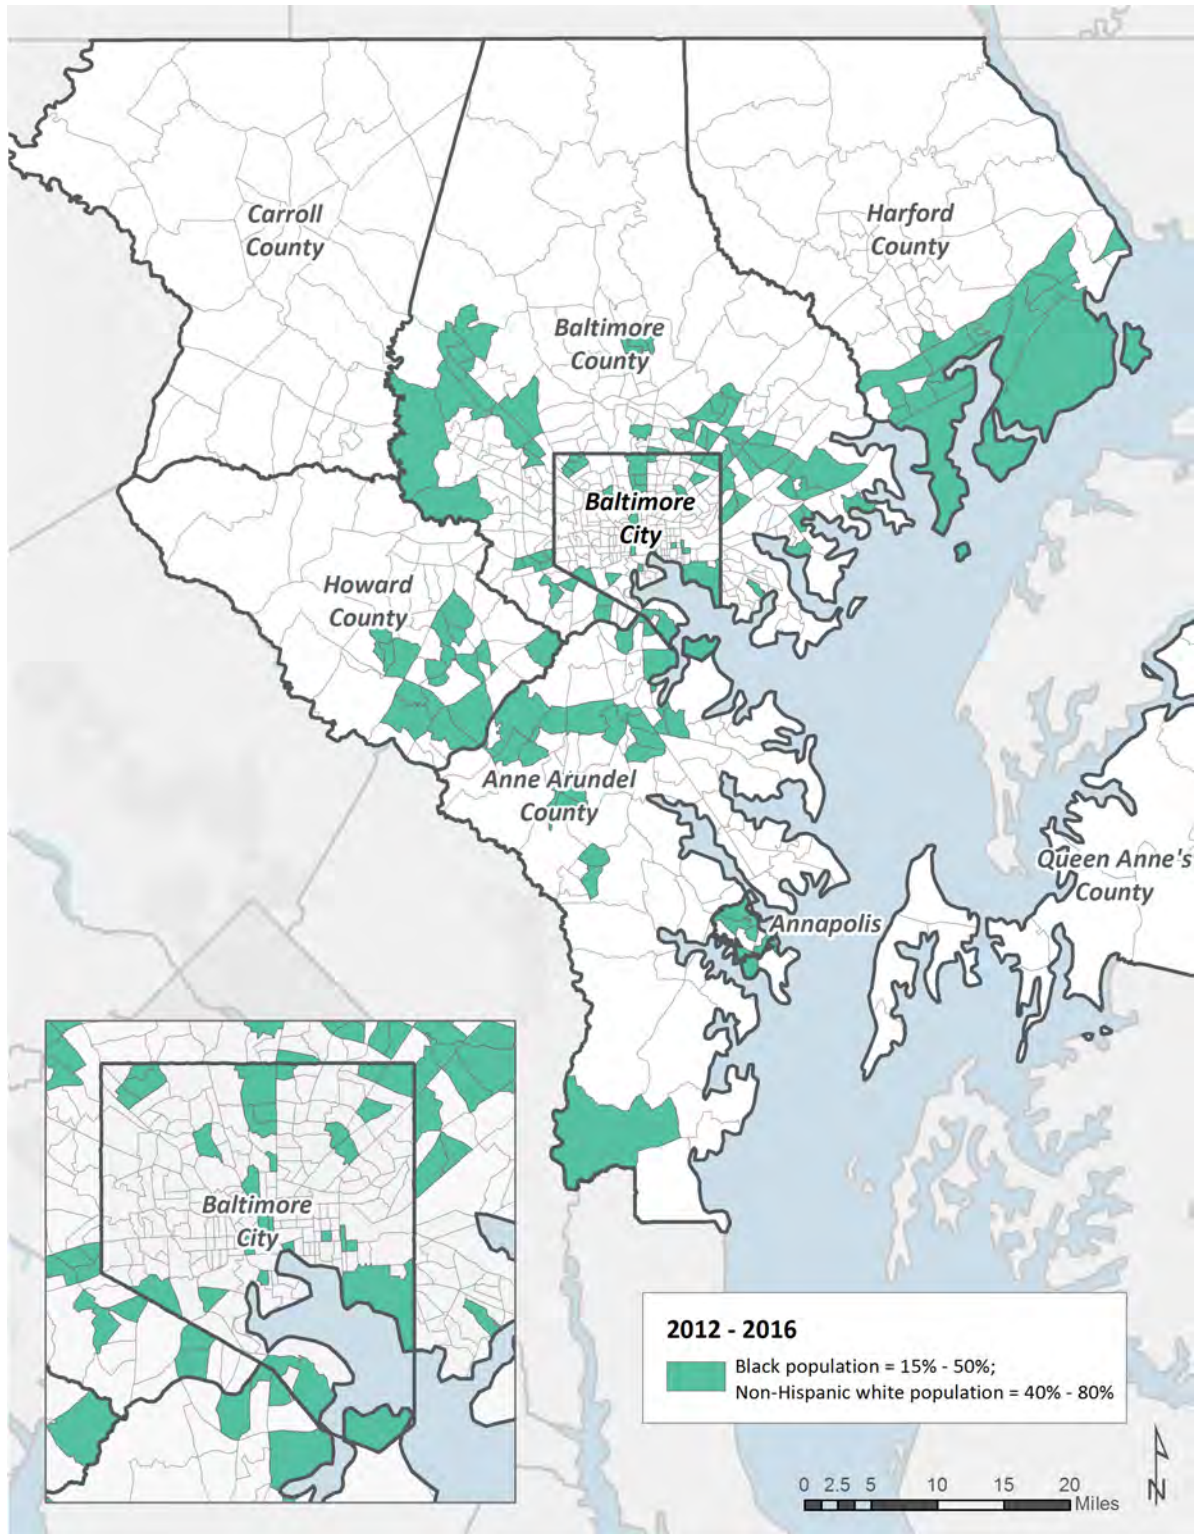 Carroll
County
Harford
County
Baltimore
County
Baltimore
City
Howard
County
Anne Arundel
County
Queen Anne's
County
Annapolis
Baltimore
City
2012 - 2016
Black population = 15% - 50%;
Non-Hispanic white population = 40% - 80%
N
0 2.5 5 10 15 20
Miles